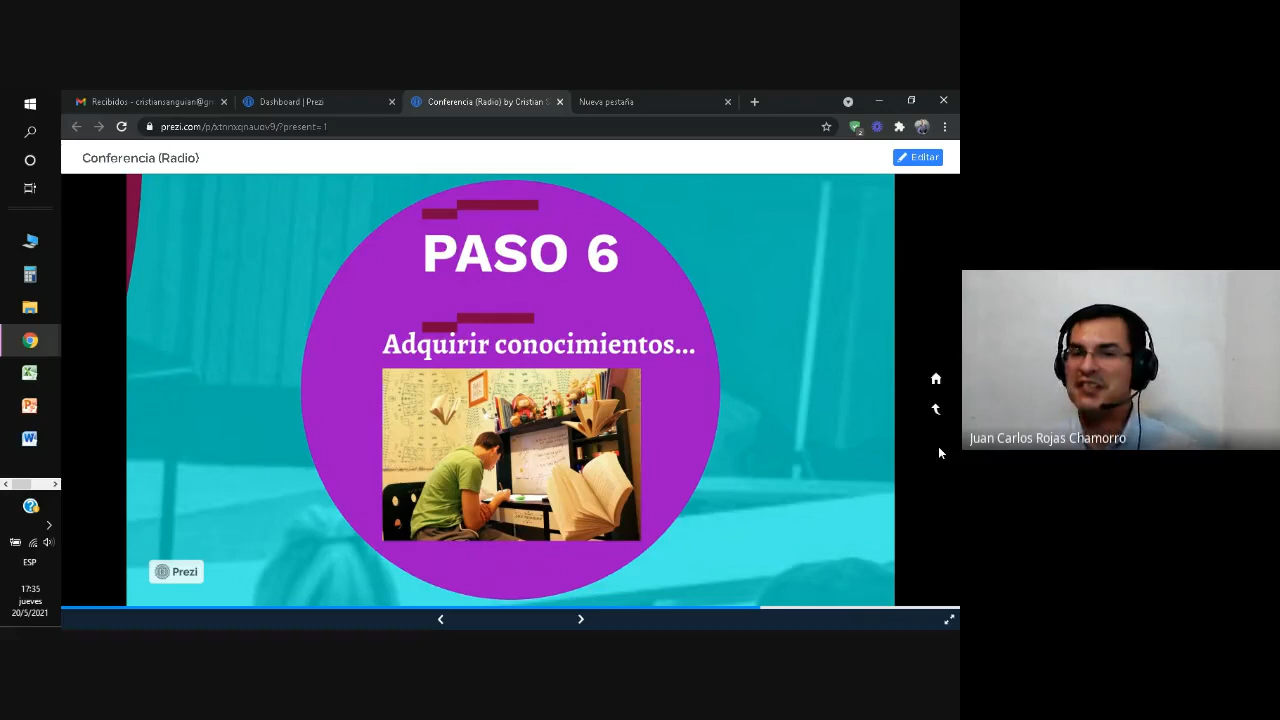 Recibidos - cristiansanguian@gm
Dashboard | Prezi
Conferencia (Radio) by Cristian S
Nueva pestaña
prezi.com/p/xtnnxqnauov9/?present=1
2
Conferencia (Radio)
Editar
PASO 6
Adquirir conocimientos...
Prezi
Juan Carlos Rojas Chamorro
ESP
17:35
jueves
20/5/2021